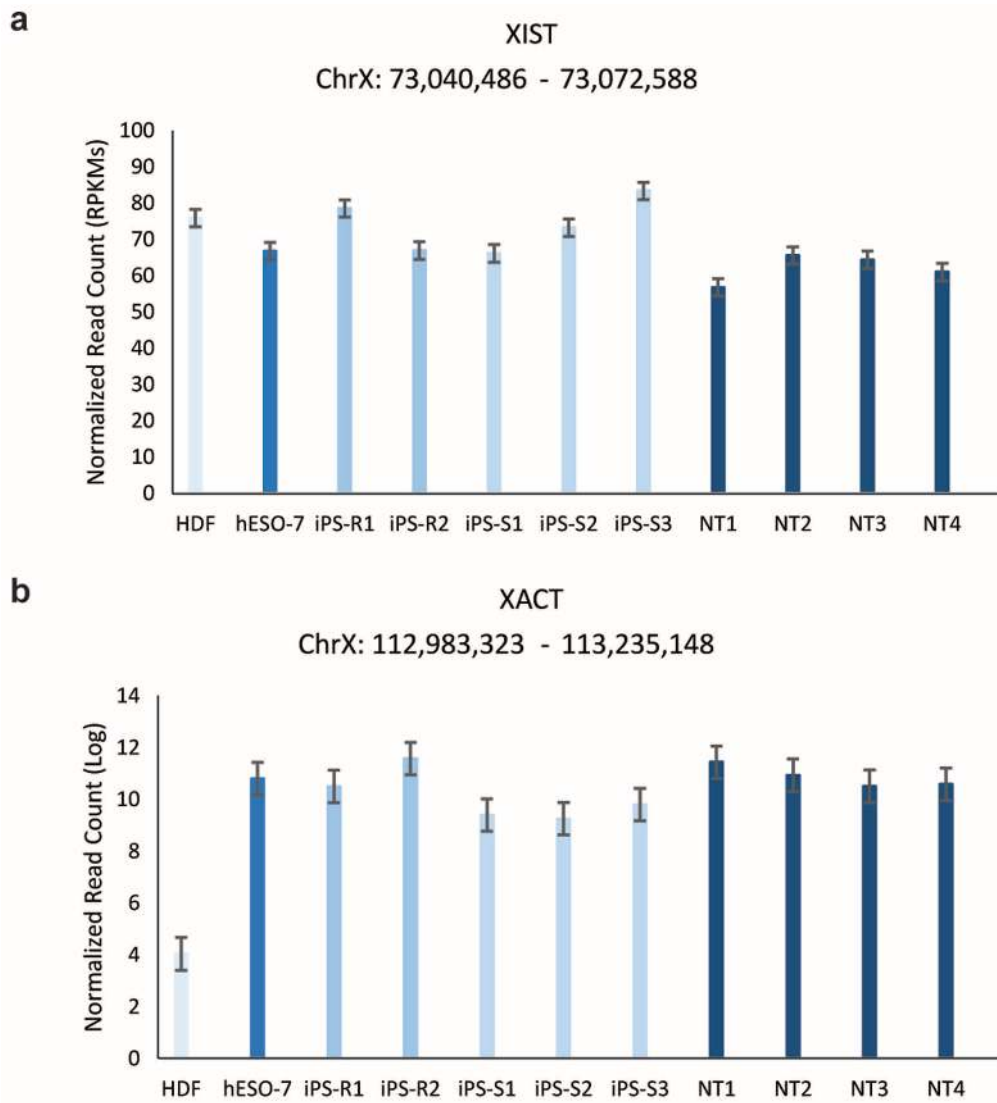 a
XIST
ChrX: 73,040,486 - 73,072,588
Normalized Read Count (RPKMs)
100
90
80
70
60
50
40
30
20
10
0
HDF hESO-7 iPS-R1 iPS-R2 iPS-S1 iPS-S2 iPS-S3 NT1 NT2 NT3 NT4
b
XACT
ChrX: 112,983,323 - 113,235,148
Normalized Read Count (Log)
14
12
10
8
6
4
2
0
HDF hESO-7 iPS-R1 iPS-R2 iPS-S1 iPS-S2 iPS-S3 NT1 NT2 NT3 NT4